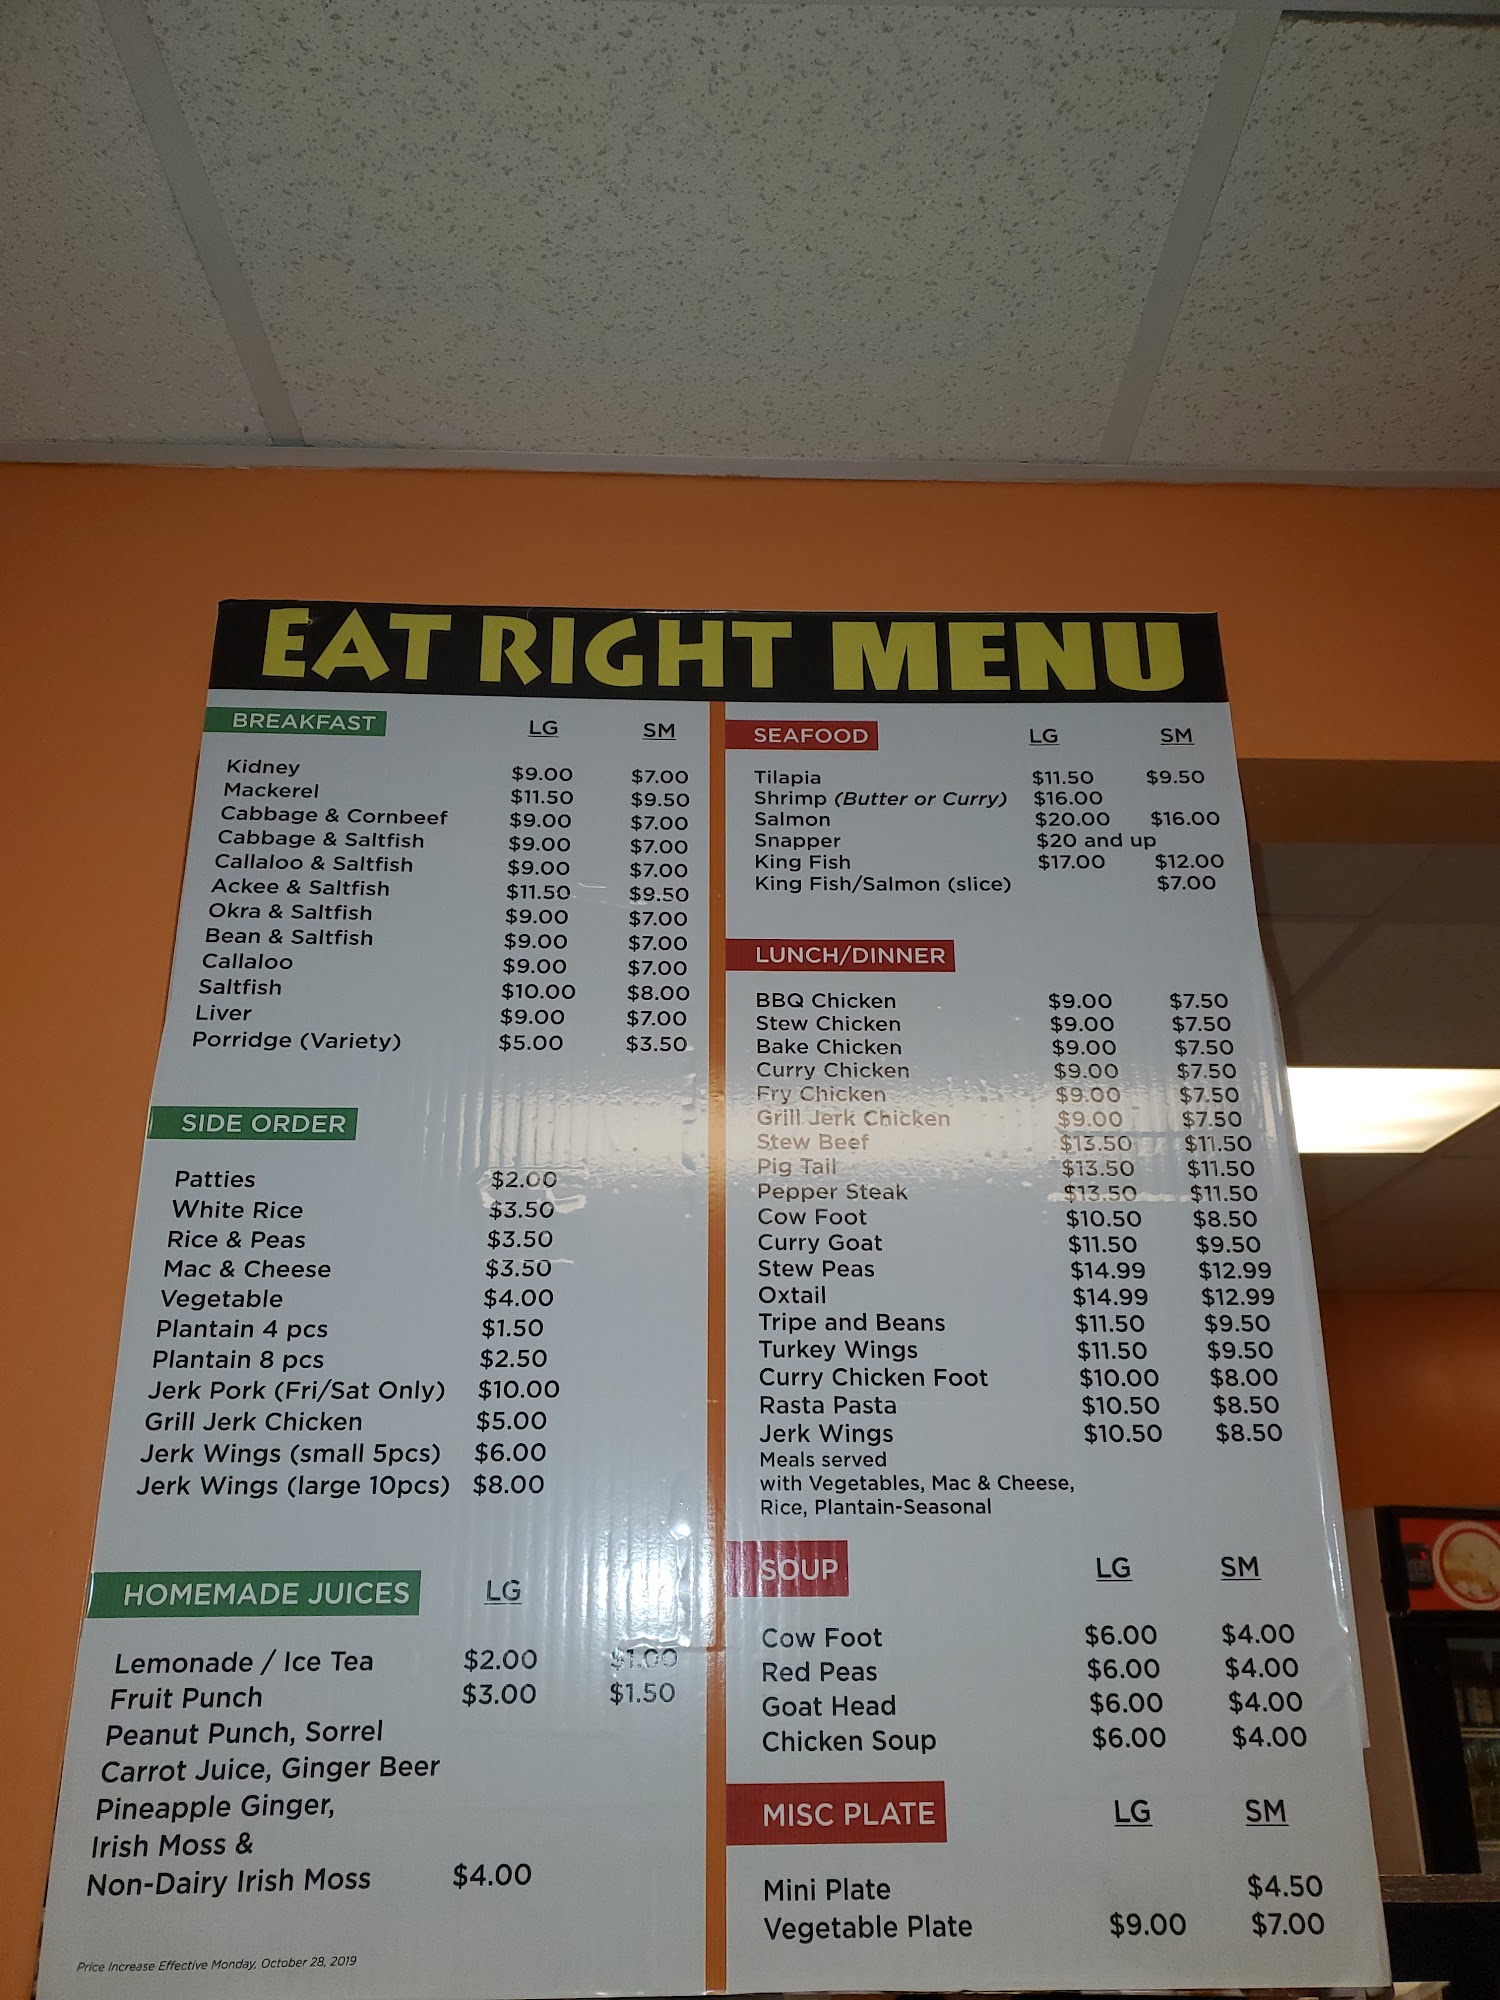 EAT RIGHT MENU
BREAKFAST LG SM
Kidney $9.00 $7.00
Mackerel $11.50 $9.50
Cabbage & Cornbeef $9.00 $7.00
Cabbage & Saltfish $9.00 $7.00
Callaloo & Saltfish $9.00 $7.00
Ackee & Saltfish $11.50 $9.50
Okra & Saltfish $9.00 $7.00
Bean & Saltfish $9.00 $7.00
Callaloo $9.00 $7.00
Saltfish $10.00 $8.00
Liver $9.00 $7.00
Porridge (Variety) $5.00 $3.50
SIDE ORDER
Patties $2.00
White Rice $3.50
Rice & Peas $3.50
Mac & Cheese $3.50
Vegetable $4.00
Plantain 4 pcs $1.50
Plantain 8 pcs $2.50
Jerk Pork (Fri/Sat Only) $10.00
Grill Jerk Chicken $5.00
Jerk Wings (small 5pcs) $6.00
Jerk Wings (large 10pcs) $8.00
HOMEMADE JUICES LG
Lemonade / Ice Tea $2.00 $1.00
Fruit Punch $3.00 $1.50
Peanut Punch, Sorrel
Carrot Juice, Ginger Beer
Pineapple Ginger,
Irish Moss &
Non-Dairy Irish Moss $4.00
Price Increase Effective Monday, October 28, 2019
SEAFOOD LG SM
Tilapia $11.50 $9.50
Shrimp (Butter or Curry) $16.00
Salmon $20.00 $16.00
Snapper $20 and up
King Fish $17.00 $12.00
King Fish/Salmon (slice) $7.00
LUNCH/DINNER
BBQ Chicken $9.00 $7.50
Stew Chicken $9.00 $7.50
Bake Chicken $9.00 $7.50
Curry Chicken $9.00 $7.50
Fry Chicken $9.00 $7.50
Grill Jerk Chicken $9.00 $7.50
Stew Beef $13.50 $11.50
Pig Tail $13.50 $11.50
Pepper Steak $13.50 $11.50
Cow Foot $10.50 $8.50
Curry Goat $11.50 $9.50
Stew Peas $14.99 $12.99
Oxtail $14.99 $12.99
Tripe and Beans $11.50 $9.50
Turkey Wings $11.50 $9.50
Curry Chicken Foot $10.00 $8.00
Rasta Pasta $10.50 $8.50
Jerk Wings $10.50 $8.50
Meals served
with Vegetables, Mac & Cheese,
Rice, Plantain-Seasonal
SOUP LG SM
Cow Foot $6.00 $4.00
Red Peas $6.00 $4.00
Goat Head $6.00 $4.00
Chicken Soup $6.00 $4.00
MISC PLATE LG SM
Mini Plate $4.50
Vegetable Plate $9.00 $7.00